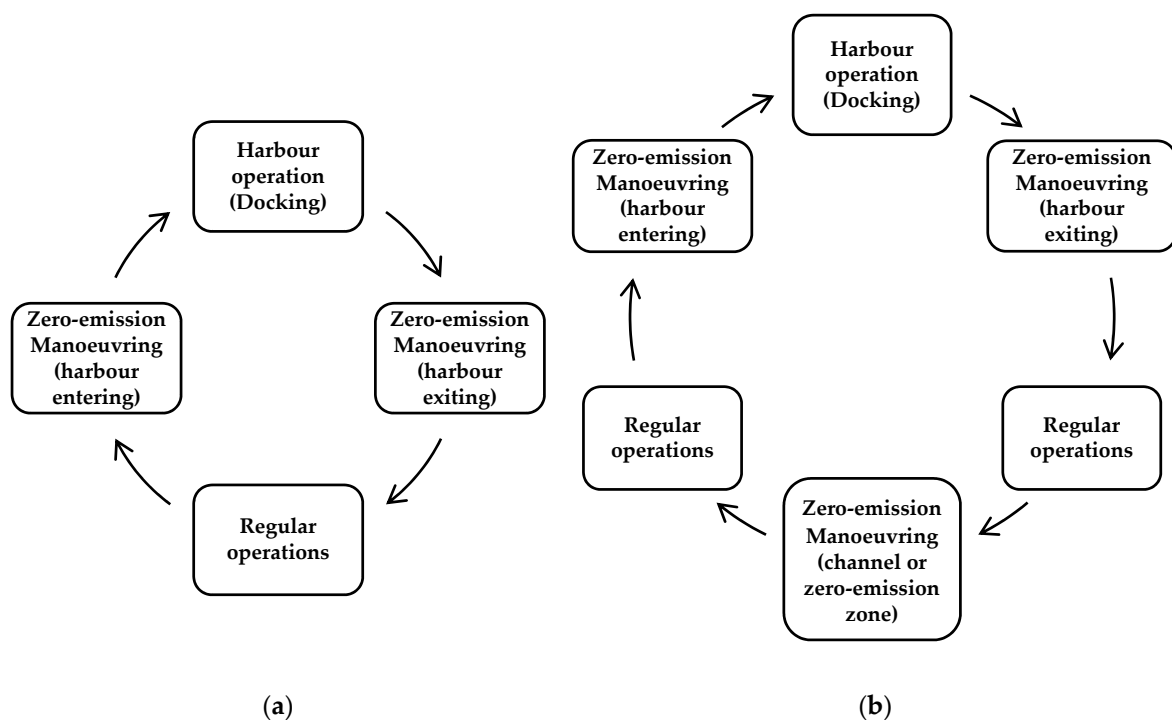 Harbour
operation
(Docking)
Zero-emission
Manoeuvring
(harbour
exiting)
Regular
operations
Zero-emission
Manoeuvring
(harbour
entering)
(a)
Harbour
operation
(Docking)
Zero-emission
Manoeuvring
(harbour
exiting)
Regular
operations
Zero-emission
Manoeuvring
(channel or
zero-emission
zone)
Regular
operations
Zero-emission
Manoeuvring
(harbour
entering)
(b)